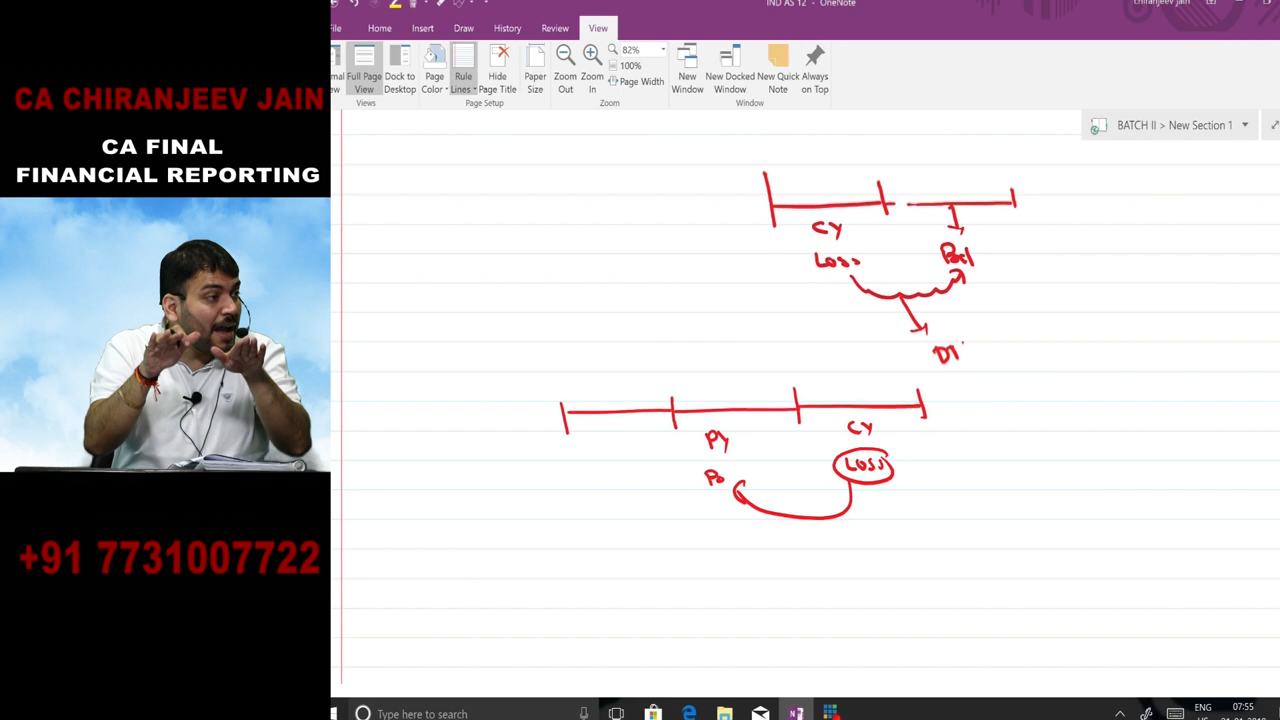 IND AS 12 - OneNote
chiranjeev jain
Home Insert Draw History Review View
Full Page View
Dock to Desktop
Page Color
Rule Lines
Hide Page Title
Paper Size
Zoom Out
Zoom In
82%
100%
Page Width
New Window
New Docked Window
New Quick Note
Always on Top
Views Page Setup Zoom Window
BATCH II > New Section 1
CA CHIRANJEEV JAIN
CA FINAL
FINANCIAL REPORTING
+91 7731007722
CY
Loss
DT
PY
CY
Po
Loss
Type here to search
ENG
07:55